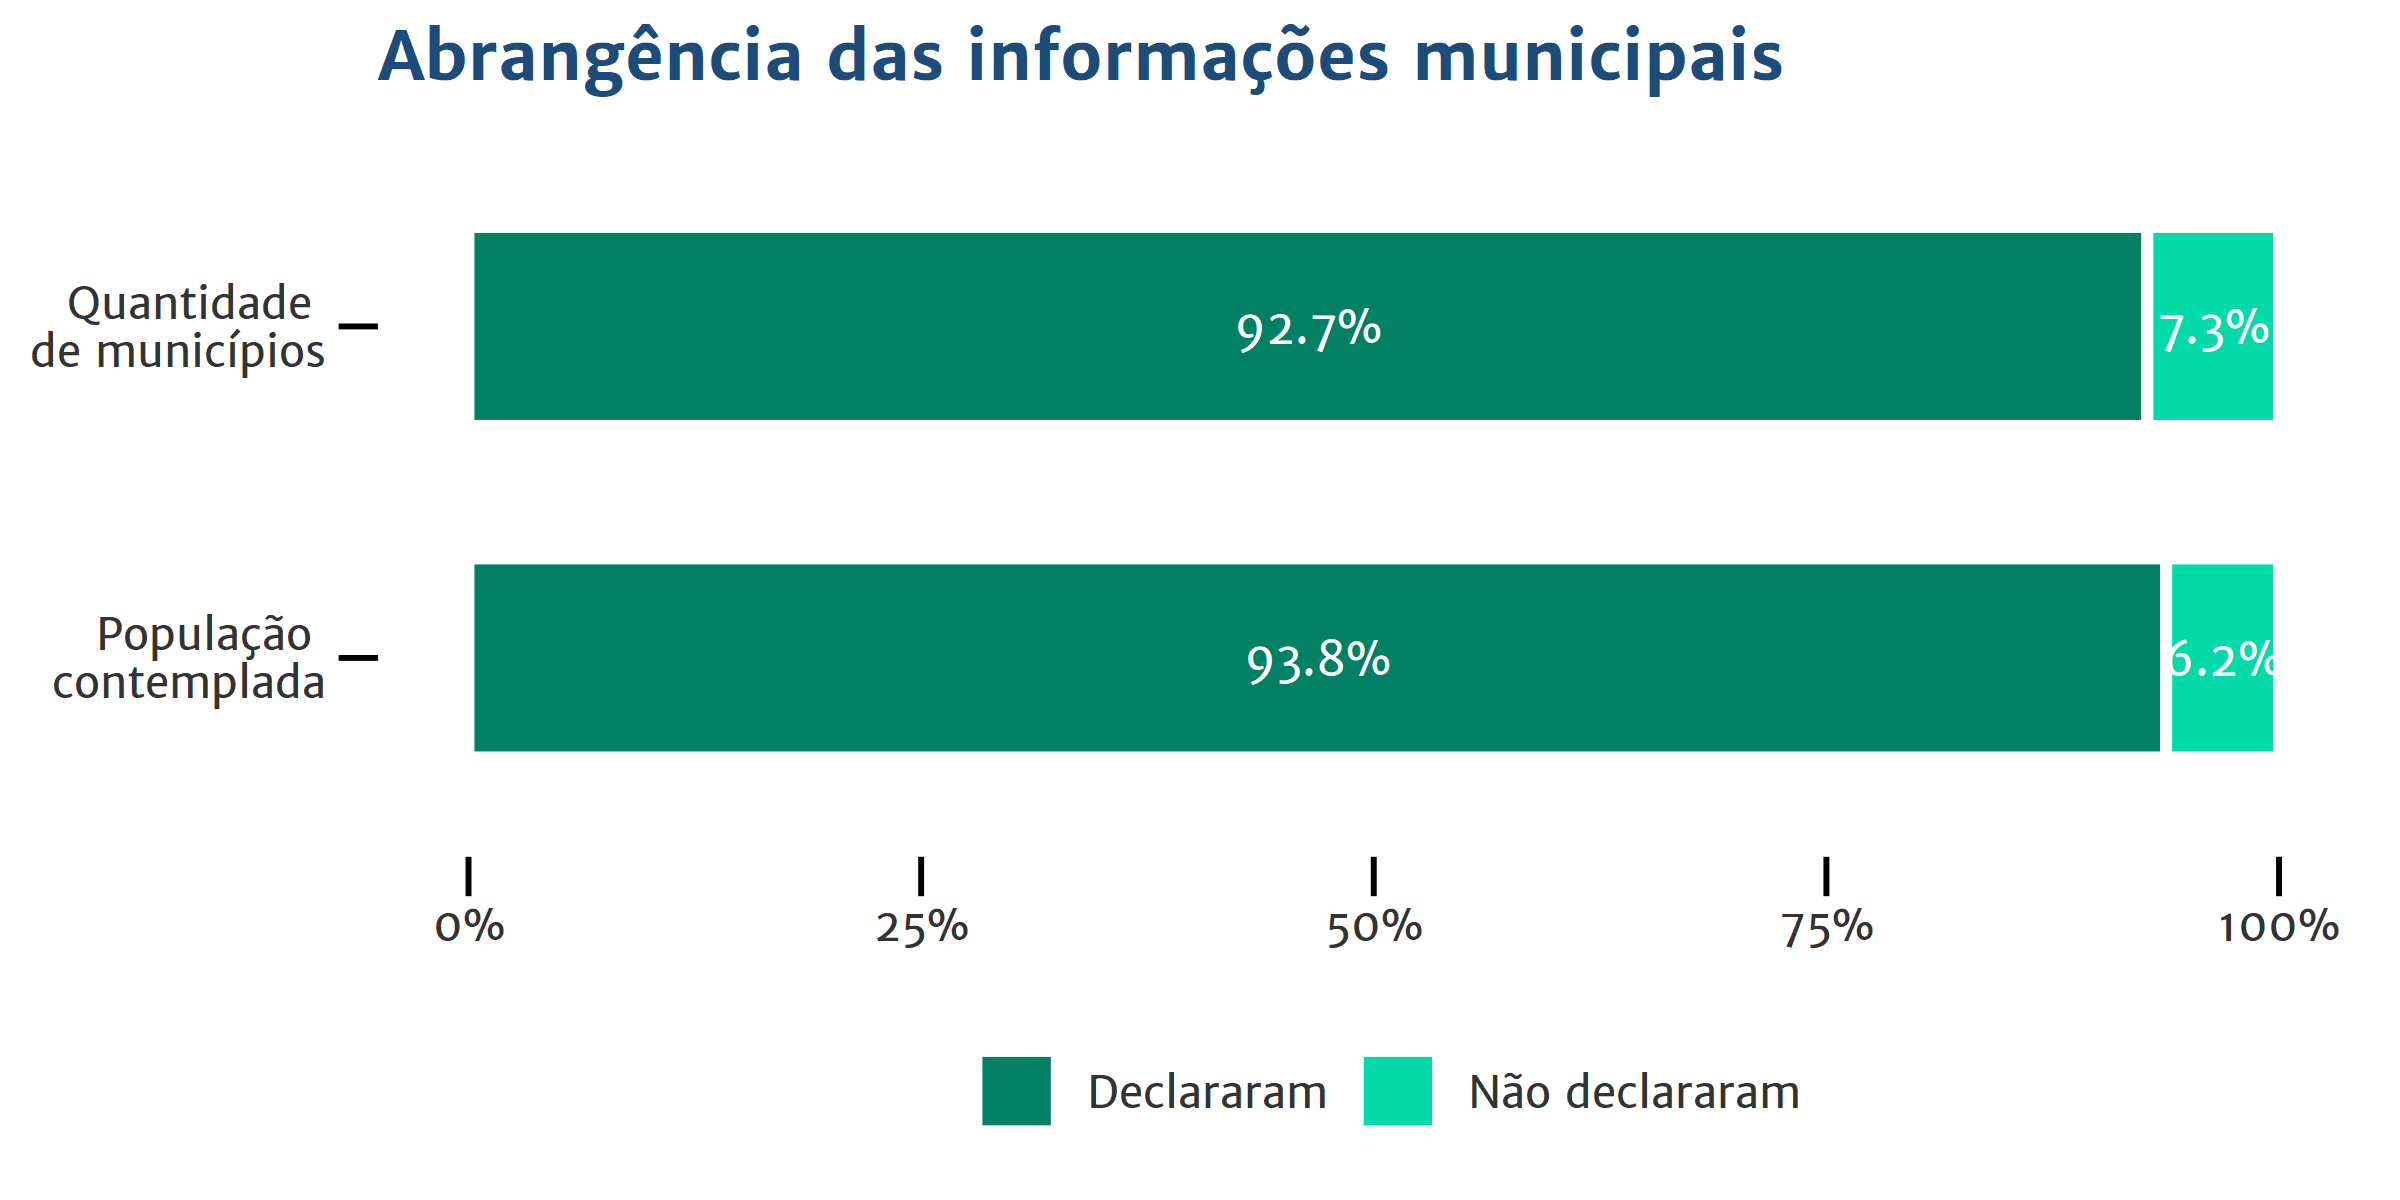 Abrangência das informações municipais
Quantidade
de municípios
92.7%
7.3%
População
contemplada
93.8%
6.2%
0%
25%
50%
75%
100%
Declararam
Não declararam